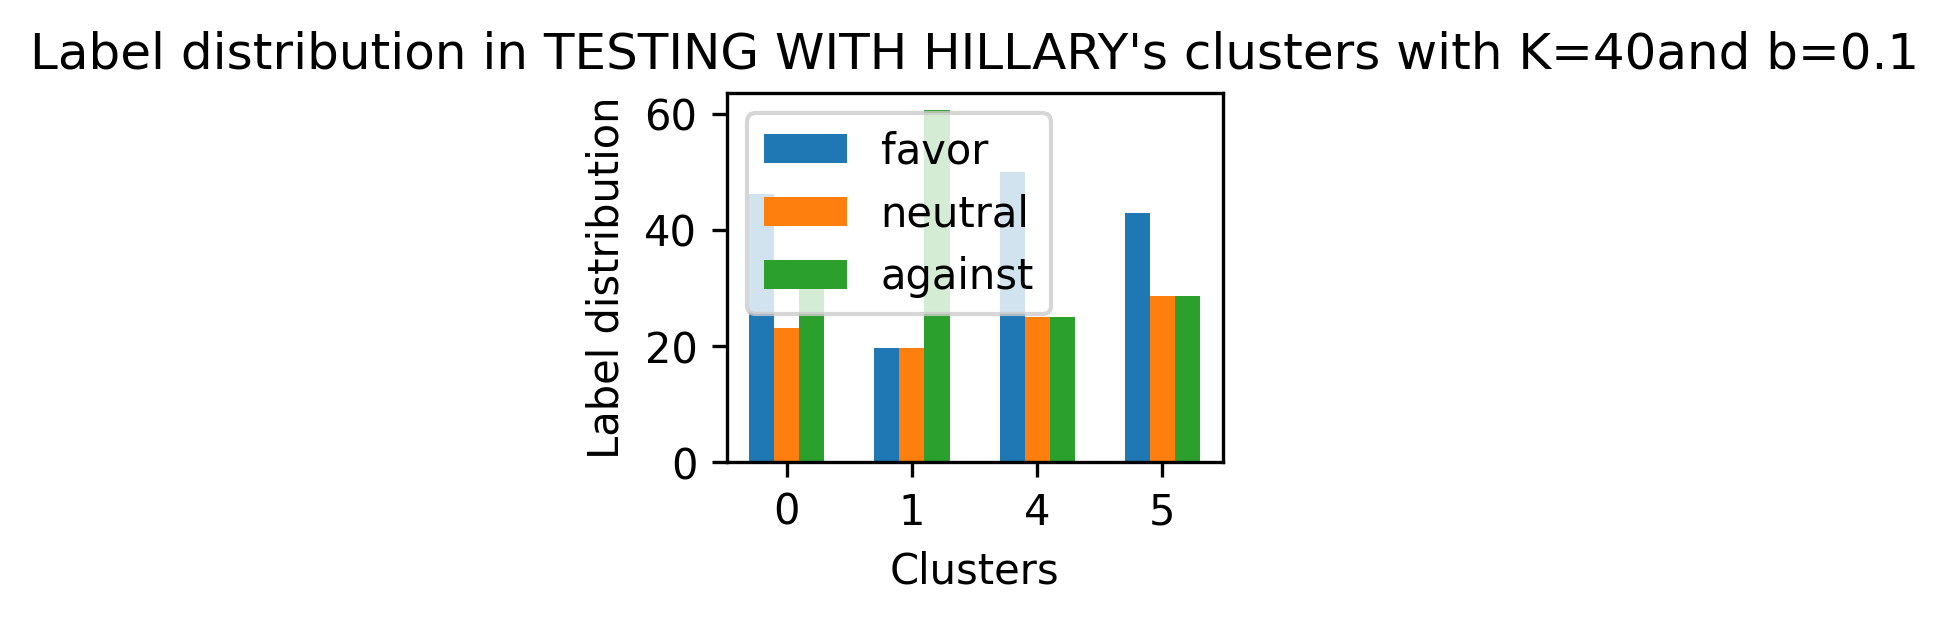 Label distribution in TESTING WITH HILLARY's clusters with K=40and b=0.1
Label distribution
60
40
20
0
favor
neutral
against
0 1 4 5
Clusters